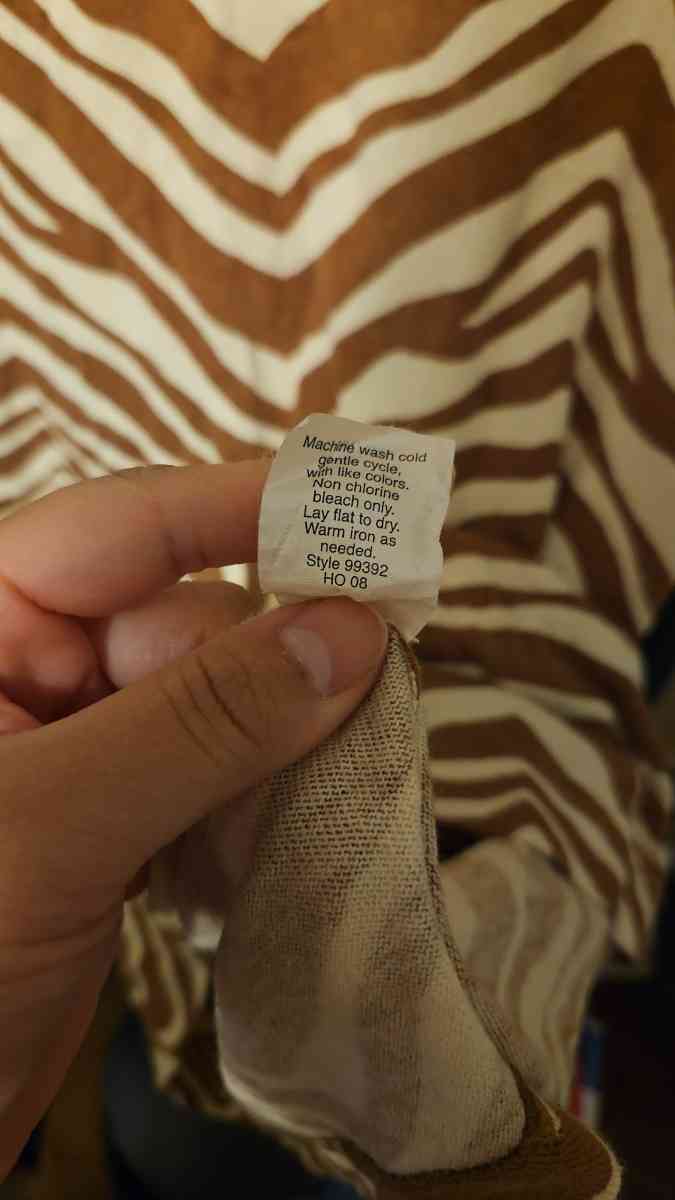 Machine wash cold
gentle cycle,
with like colors.
Non chlorine
bleach only.
Lay flat to dry.
Warm iron as
needed.
Style 99392
HO 08